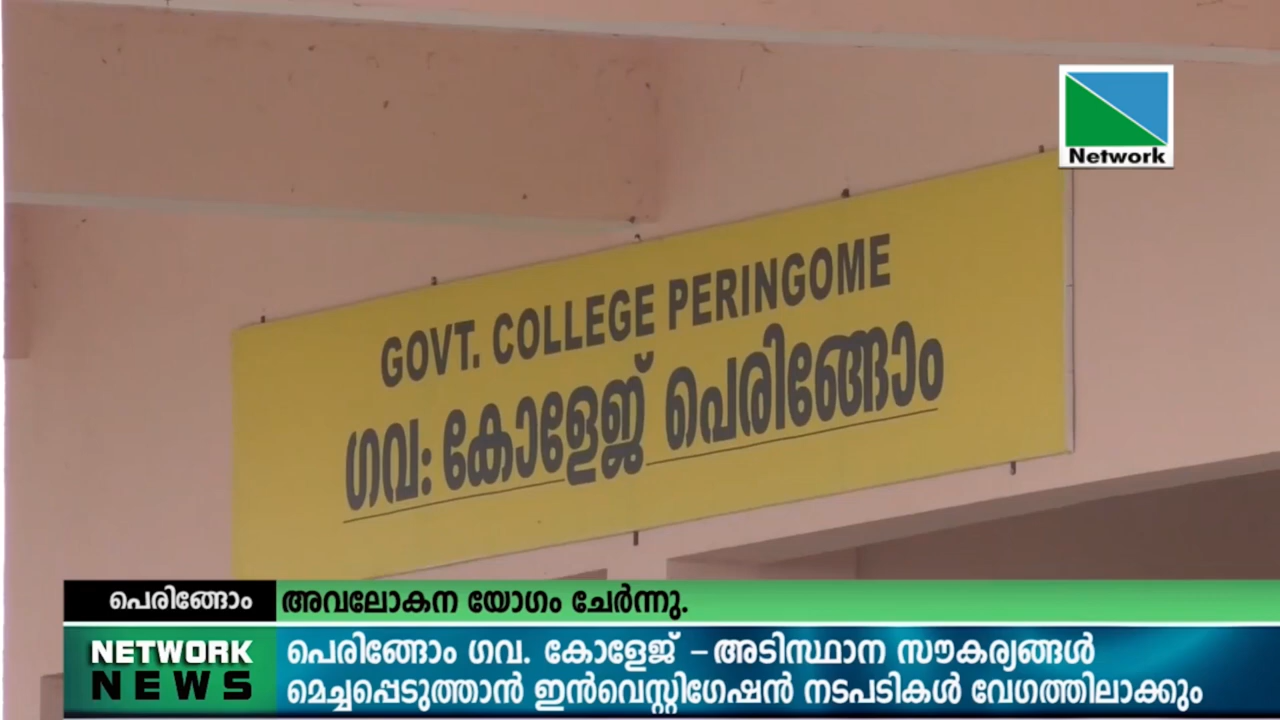 Network
GOVT. COLLEGE PERINGOME
ഗവ: കോളേജ് പെരിങ്ങോം
പെരിങ്ങോം
അവലോകന യോഗം ചേർന്നു.
NETWORK
NEWS
പെരിങ്ങോം ഗവ. കോളേജ് – അടിസ്ഥാന സൗകര്യങ്ങൾ
മെച്ചപ്പെടുത്താൻ ഇൻവെസ്റ്റിഗേഷൻ നടപടികൾ വേഗത്തിലാക്കും